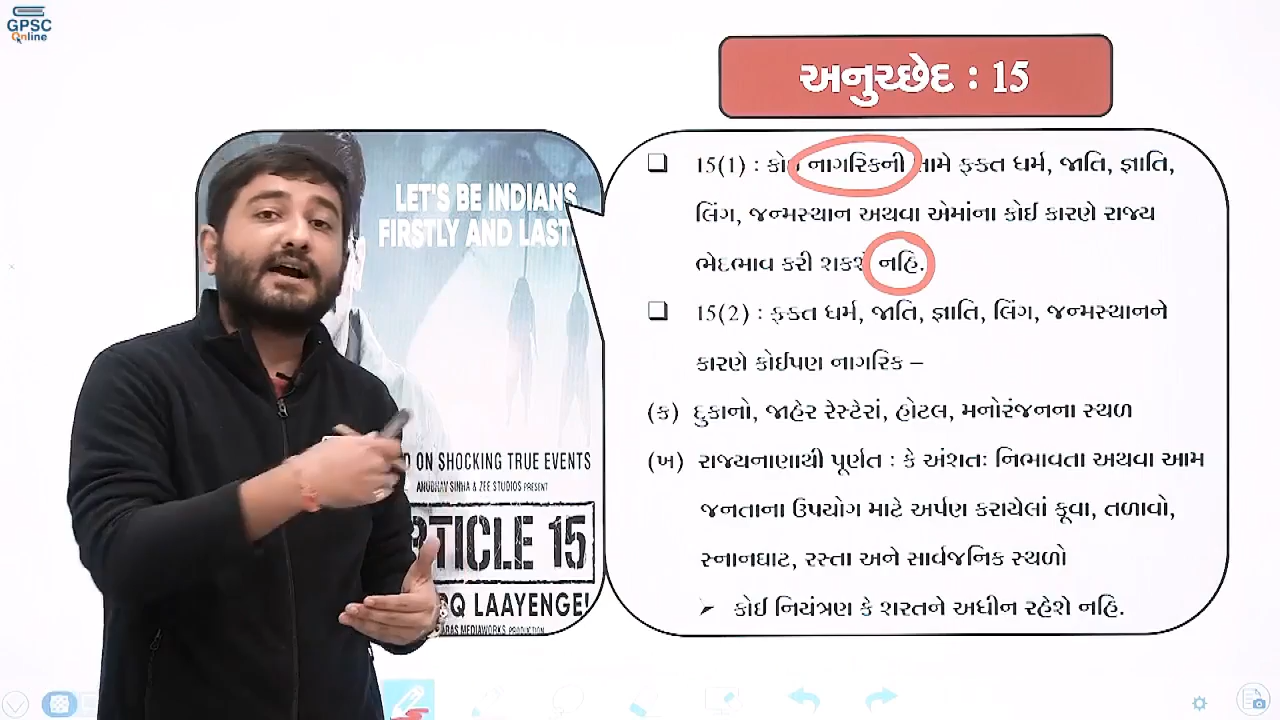 GPSC
Online
અનુચ્છેદ : 15
LET'S BE INDIANS
FIRSTLY AND
ON SHOCKING TRUE EVENTS
ANUBHAV SINHA & ZEE STUDIOS PRESENT
ARTICLE 15
LAAYENGE!
MEDIAWORKS PRODUCTION
15(1) : કોઇ નાગરિકની સામે ફક્ત ધર્મ, જાતિ, જ્ઞાતિ,
લિંગ, જન્મસ્થાન અથવા એમાંના કોઈ કારણે રાજ્ય
ભેદભાવ કરી શકશે નહિ.
15(2) : ફક્ત ધર્મ, જાતિ, જ્ઞાતિ, લિંગ, જન્મસ્થાનને
કારણે કોઈપણ નાગરિક –
(ક) દુકાનો, જાહેર રેસ્ટેરાં, હોટલ, મનોરંજનના સ્થળ
(ખ) રાજ્યનાણાથી પૂર્ણત : કે અંશતઃ નિભાવતા અથવા આમ
જનતાના ઉપયોગ માટે અર્પણ કરાયેલાં કૂવા, તળાવો,
સ્નાનઘાટ, રસ્તા અને સાર્વજનિક સ્થળો
➤ કોઈ નિયંત્રણ કે શરતને અધીન રહેશે નહિ.